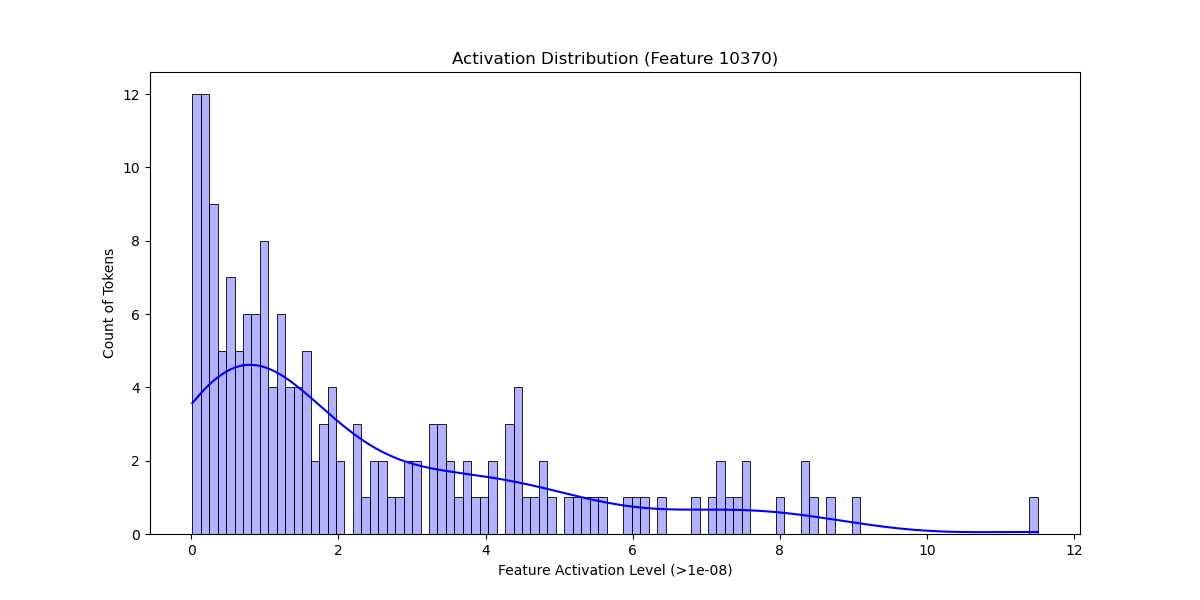 Activation Distribution (Feature 10370)
12
10
8
6
4
2
0
Count of Tokens
0 2 4 6 8 10 12
Feature Activation Level (>1e-08)